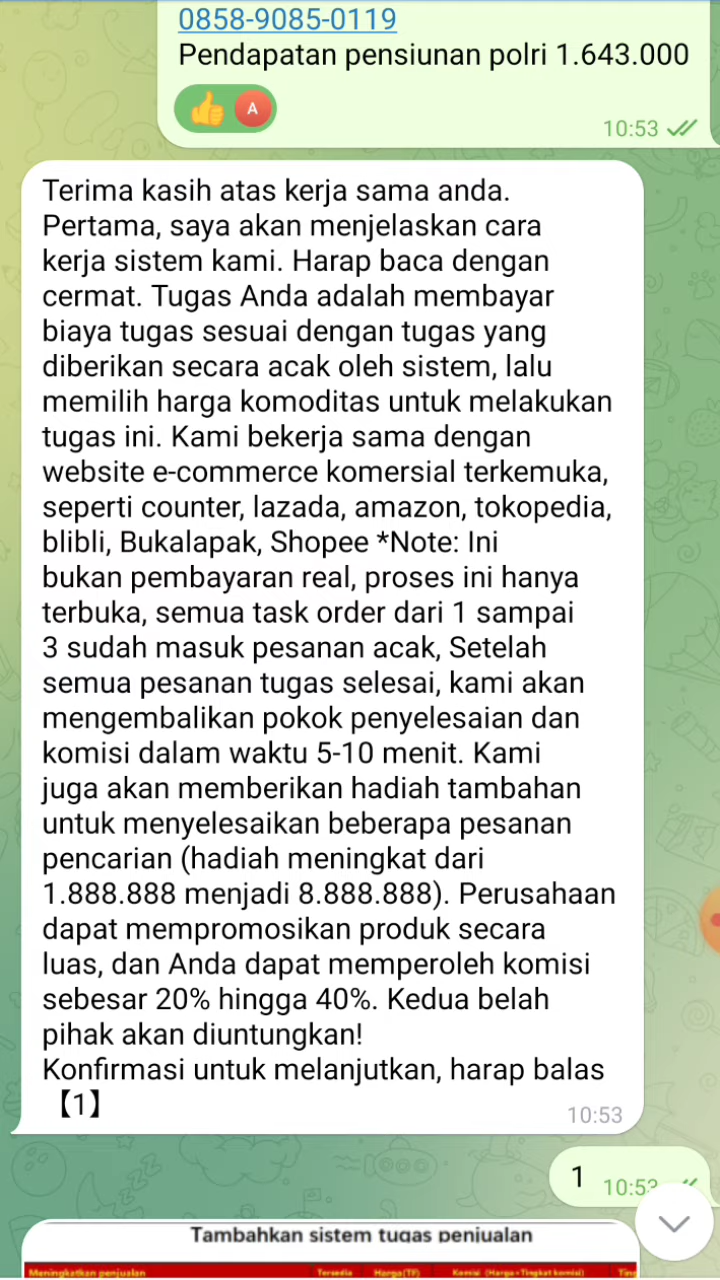 0858-9085-0119
Pendapatan pensiunan polri 1.643.000
A
10:53
Terima kasih atas kerja sama anda.
Pertama, saya akan menjelaskan cara
kerja sistem kami. Harap baca dengan
cermat. Tugas Anda adalah membayar
biaya tugas sesuai dengan tugas yang
diberikan secara acak oleh sistem, lalu
memilih harga komoditas untuk melakukan
tugas ini. Kami bekerja sama dengan
website e-commerce komersial terkemuka,
seperti counter, lazada, amazon, tokopedia,
blibli, Bukalapak, Shopee *Note: Ini
bukan pembayaran real, proses ini hanya
terbuka, semua task order dari 1 sampai
3 sudah masuk pesanan acak, Setelah
semua pesanan tugas selesai, kami akan
mengembalikan pokok penyelesaian dan
komisi dalam waktu 5-10 menit. Kami
juga akan memberikan hadiah tambahan
untuk menyelesaikan beberapa pesanan
pencarian (hadiah meningkat dari
1.888.888 menjadi 8.888.888). Perusahaan
dapat mempromosikan produk secara
luas, dan Anda dapat memperoleh komisi
sebesar 20% hingga 40%. Kedua belah
pihak akan diuntungkan!
Konfirmasi untuk melanjutkan, harap balas
【1】
10:53
1
10:53
Tambahkan sistem tugas penjualan
Meningkatkan penjualan Tersedia Harga(TF) Komisi (Harga+Tingkat komisi)